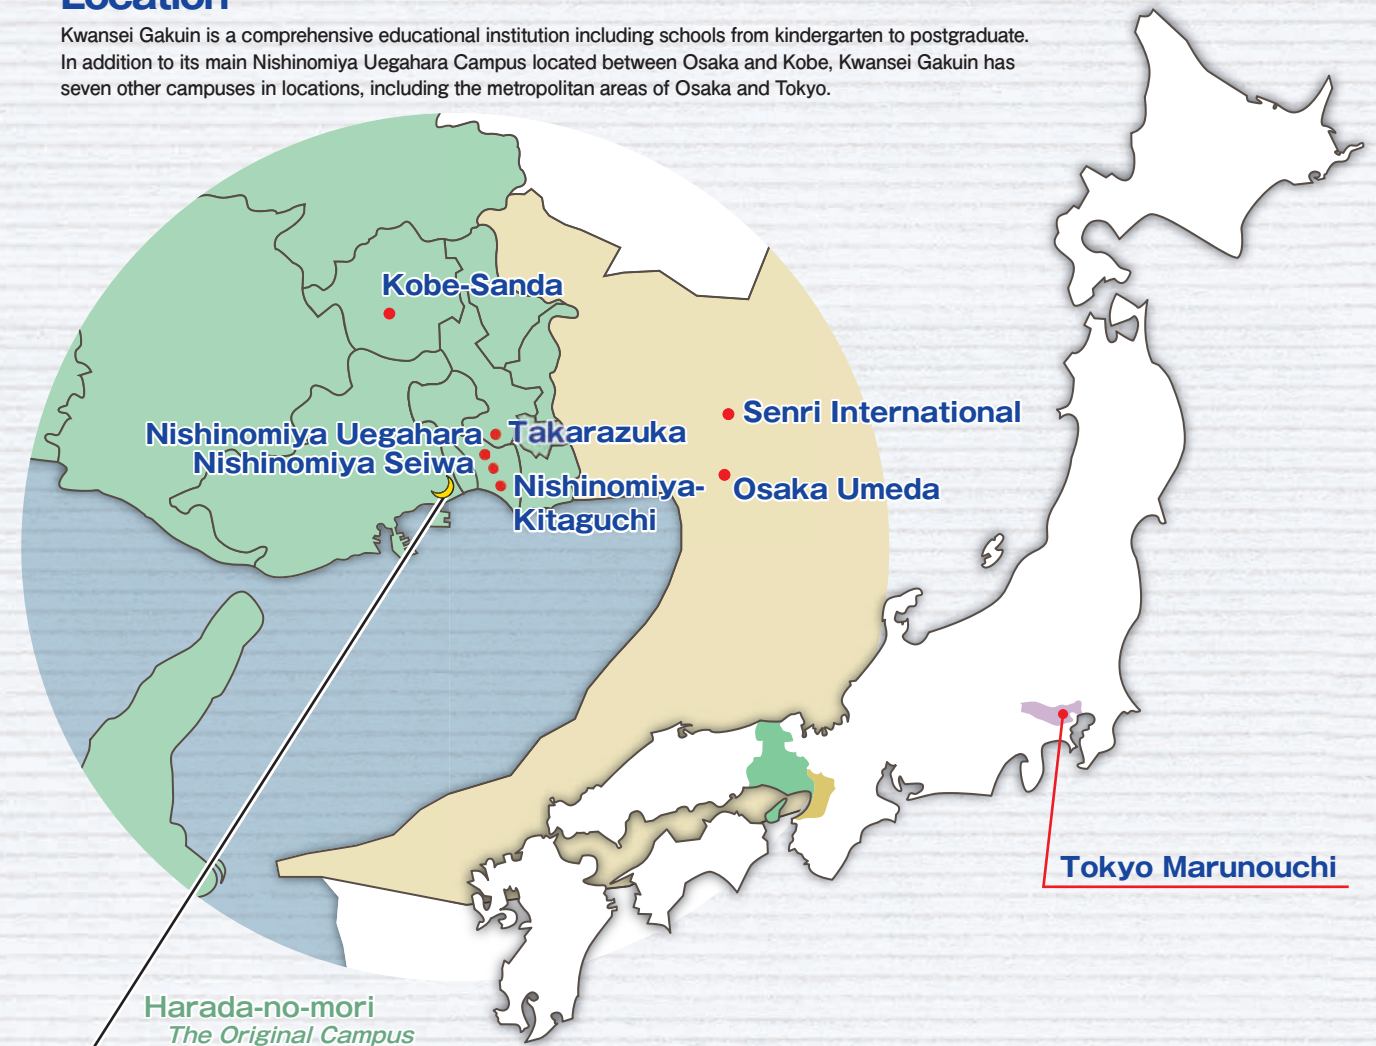 Location
Kwansei Gakuin is a comprehensive educational institution including schools from kindergarten to postgraduate.
In addition to its main Nishinomiya Uegahara Campus located between Osaka and Kobe, Kwansei Gakuin has
seven other campuses in locations, including the metropolitan areas of Osaka and Tokyo.
Kobe-Sanda
Senri International
Nishinomiya Uegahara
Takarazuka
Nishinomiya Seiwa
Nishinomiya-
Kitaguchi
Osaka Umeda
Tokyo Marunouchi
Harada-no-mori
The Original Campus